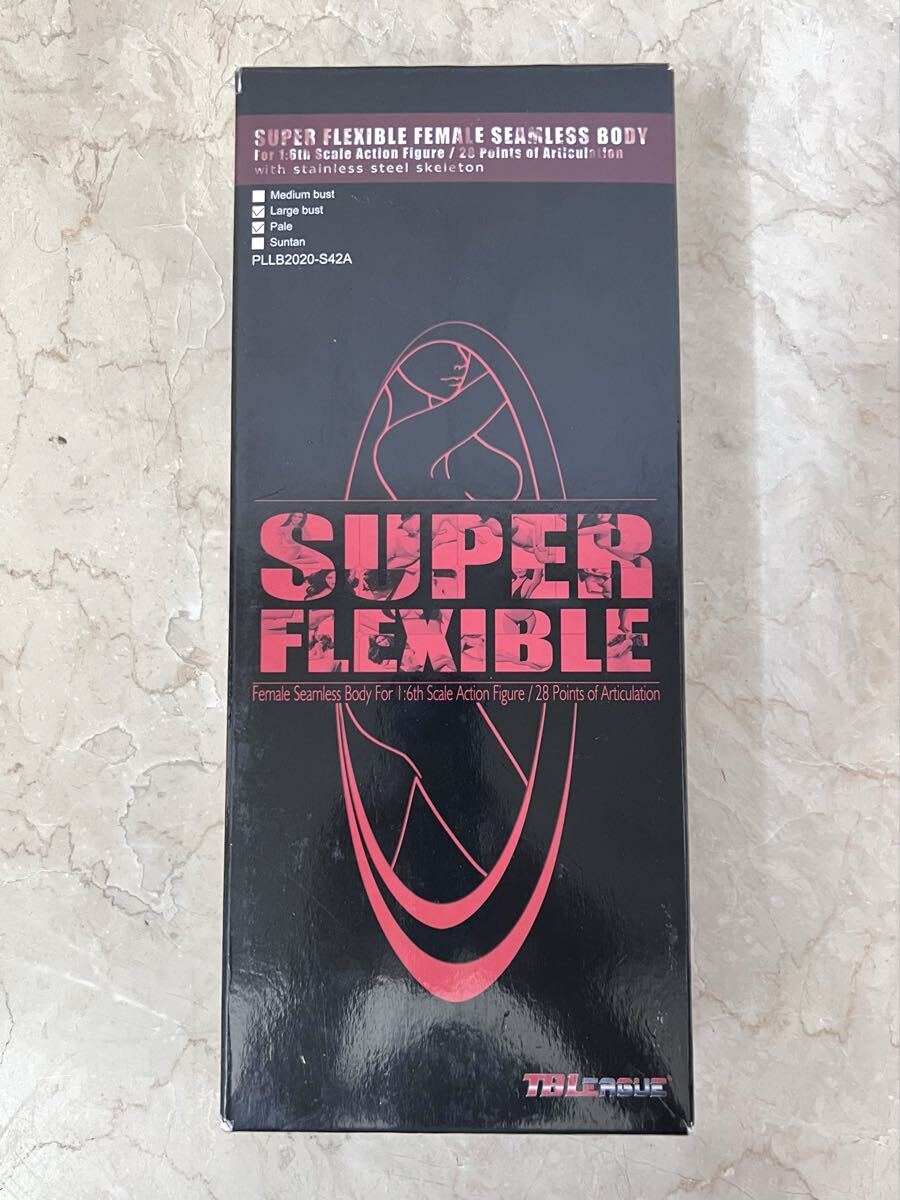 SUPER FLEXIBLE FEMALE SEAMLESS BODY
For 1:6th Scale Action Figure / 28 Points of Articulation
with stainless steel skeleton
Medium bust
Large bust
Pale
Suntan
PLLB2020-S42A
SUPER
FLEXIBLE
Female Seamless Body For 1:6th Scale Action Figure / 28 Points of Articulation
TBLEAGUE